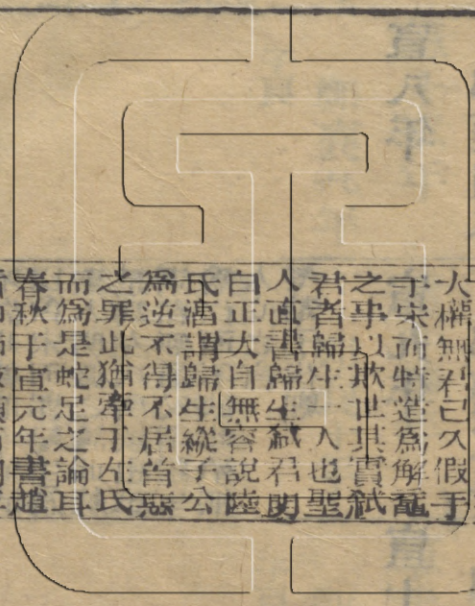 大權無君已久假手
于宋而特造爲解黿
之事以欺世其實弒
君者歸生一人也聖
人直書歸生弒君明
白正大自無容說陸
氏淳謂歸生縱子公
爲逆不得不居首惡
之罪此猶牽于左氏
而爲是蛇足之論耳
春秋于宣元年書趙